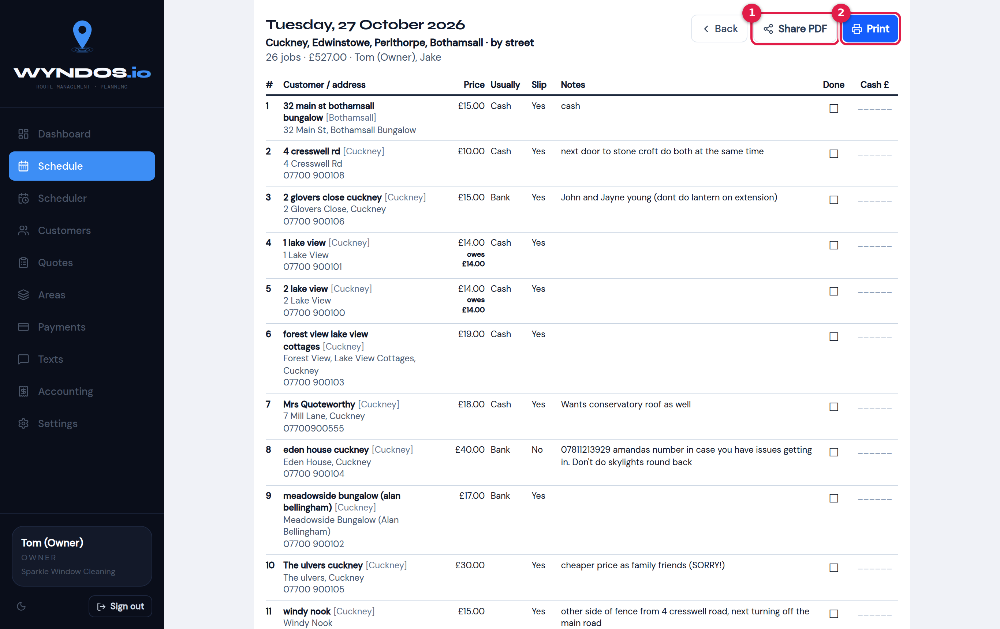 WYNDOS.io
ROUTE MANAGEMENT · PLANNING
Dashboard
Schedule
Scheduler
Customers
Quotes
Areas
Payments
Texts
Accounting
Settings
Tom (Owner)
OWNER
Sparkle Window Cleaning
Sign out
Tuesday, 27 October 2026
Cuckney, Edwinstowe, Perlthorpe, Bothamsall · by street
26 jobs · £527.00 · Tom (Owner), Jake
Back
1
Share PDF
2
Print
# Customer / address Price Usually Slip Notes Done Cash £
1 32 main st bothamsall £15.00 Cash Yes cash ______
bungalow [Bothamsall]
32 Main St, Bothamsall Bungalow
2 4 cresswell rd [Cuckney] £10.00 Cash Yes next door to stone croft do both at the same time ______
4 Cresswell Rd
07700 900108
3 2 glovers close cuckney [Cuckney] £15.00 Bank Yes John and Jayne young (dont do lantern on extension) ______
2 Glovers Close, Cuckney
07700 900106
4 1 lake view [Cuckney] £14.00 Cash Yes ______
1 Lake View owes
07700 900101 £14.00
5 2 lake view [Cuckney] £14.00 Cash Yes ______
2 Lake View owes
07700 900100 £14.00
6 forest view lake view £19.00 Cash Yes ______
cottages [Cuckney]
Forest View, Lake View Cottages,
Cuckney
07700 900103
7 Mrs Quoteworthy [Cuckney] £18.00 Cash Yes Wants conservatory roof as well ______
7 Mill Lane, Cuckney
07700900555
8 eden house cuckney [Cuckney] £40.00 Bank No 07811213929 amandas number in case you have issues getting ______
Eden House, Cuckney in. Don't do skylights round back
07700 900104
9 meadowside bungalow (alan £17.00 Bank Yes ______
bellingham) [Cuckney]
Meadowside Bungalow (Alan
Bellingham)
07700 900102
10 The ulvers cuckney [Cuckney] £30.00 Yes cheaper price as family friends (SORRY!) ______
The ulvers, Cuckney
07700 900105
11 windy nook [Cuckney] £15.00 Yes other side of fence from 4 cresswell road, next turning off the ______
Windy Nook main road